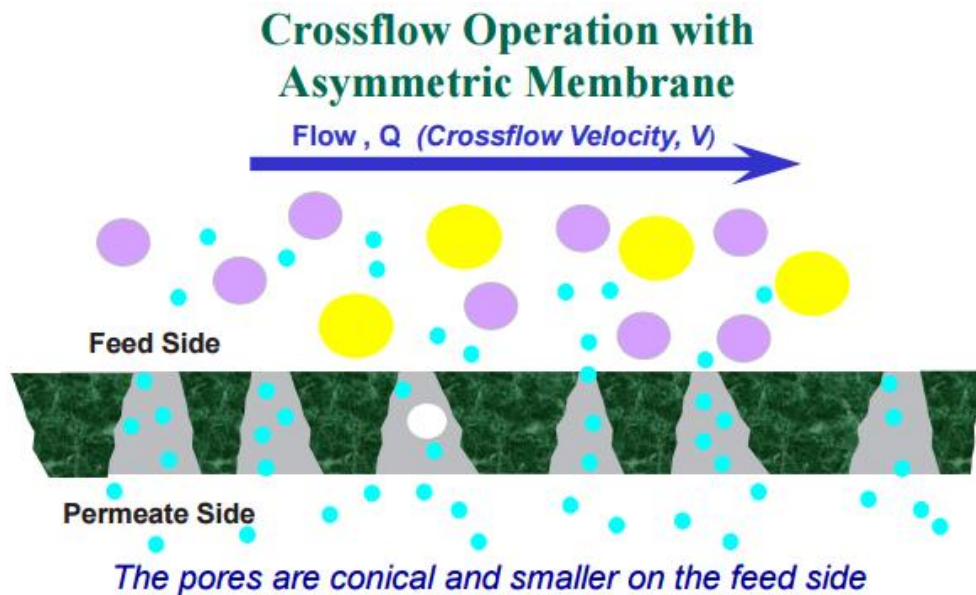 Crossflow Operation with
Asymmetric Membrane
Flow , Q (Crossflow Velocity, V)
Feed Side
Permeate Side
The pores are conical and smaller on the feed side